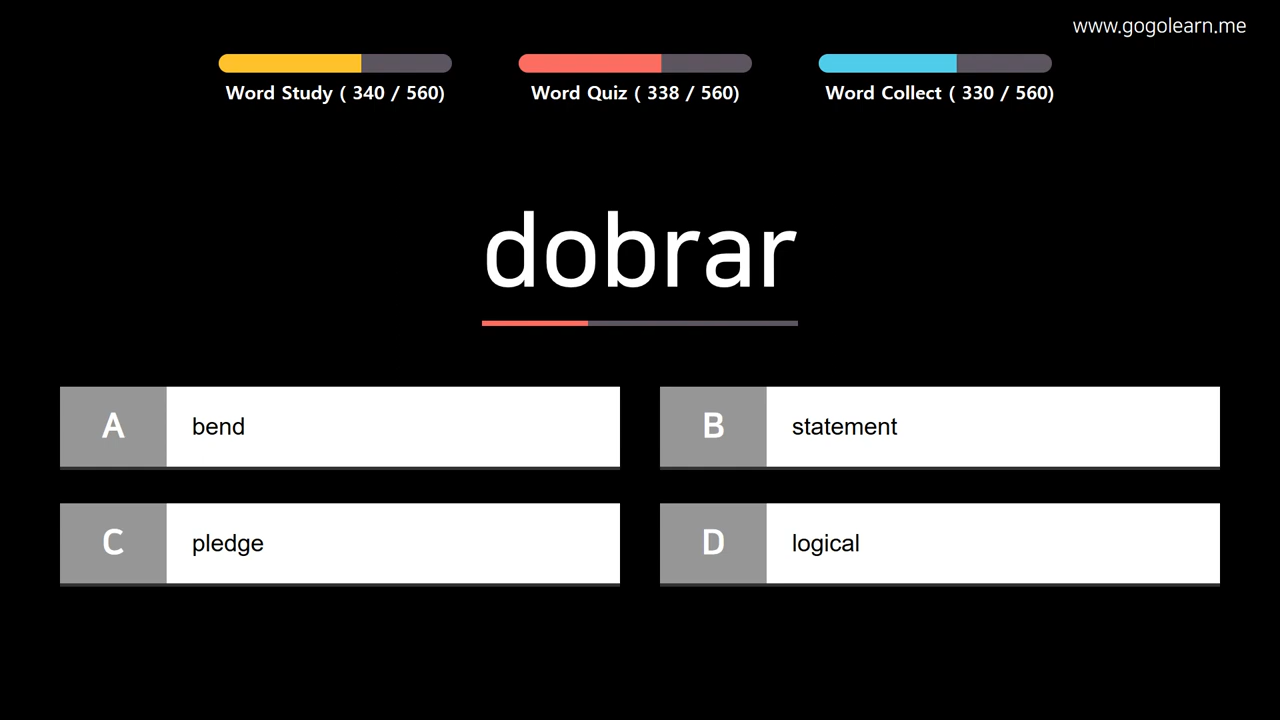 www.gogolearn.me
Word Study ( 340 / 560)
Word Quiz ( 338 / 560)
Word Collect ( 330 / 560)
dobrar
A bend
B statement
C pledge
D logical